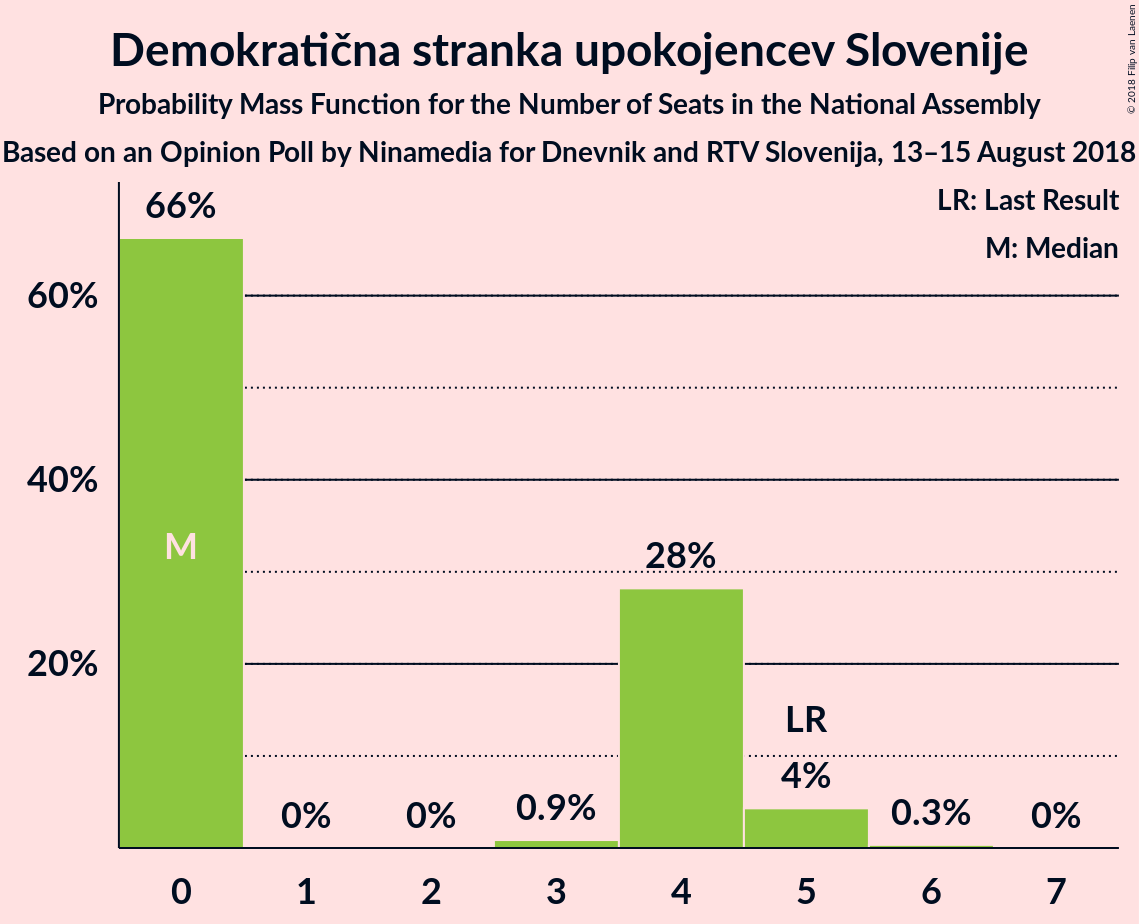 Demokratična stranka upokojencev Slovenije
Probability Mass Function for the Number of Seats in the National Assembly
Based on an Opinion Poll by Ninamedia for Dnevnik and RTV Slovenija, 13–15 August 2018
© 2018 Filip van Laenen
LR: Last Result
M: Median
66%
60%
40%
20%
M
0%
0%
0.9%
28%
LR
4%
0.3%
0%
0 1 2 3 4 5 6 7